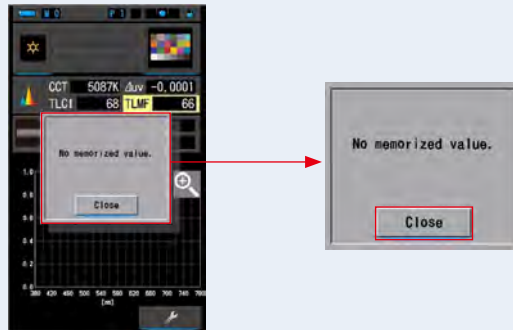 CCT 5087K ⊿uv -0.0001
TLCI 68 TLMF 66
No memorized value.
Close
1.0
0.8
0.6
0.4
0.2
0.0
380 420 460 500 540 580 620 660 700 740 780
[nm]
No memorized value.
Close